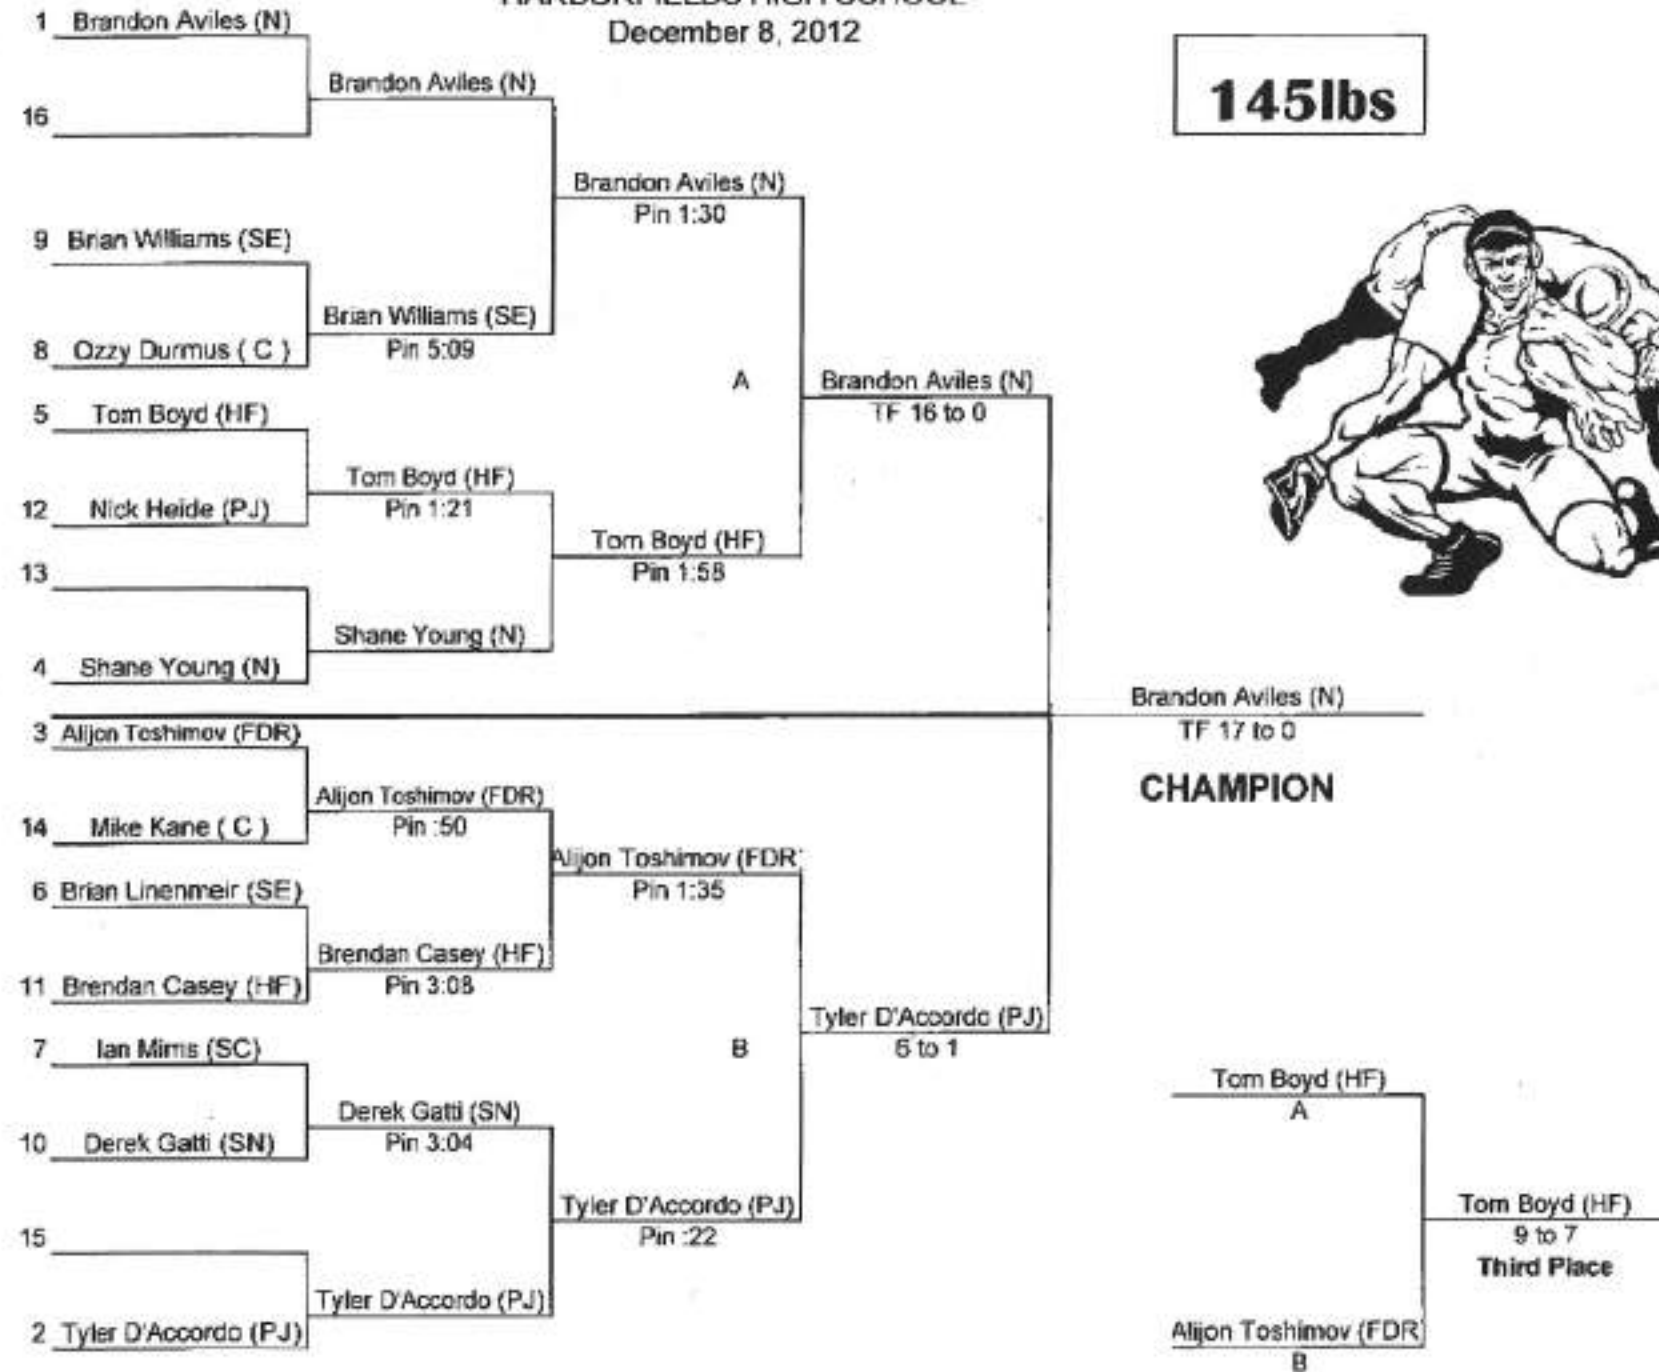 December 8, 2012
145lbs
1 Brandon Aviles (N)
Brandon Aviles (N)
16
Brandon Aviles (N)
Pin 1:30
9 Brian Williams (SE)
Brian Williams (SE)
Pin 5:09
8 Ozzy Durmus ( C )
A
Brandon Aviles (N)
TF 16 to 0
5 Tom Boyd (HF)
Tom Boyd (HF)
Pin 1:21
12 Nick Heide (PJ)
Tom Boyd (HF)
Pin 1:58
13
Shane Young (N)
4 Shane Young (N)
Brandon Aviles (N)
TF 17 to 0
CHAMPION
3 Alijon Toshimov (FDR)
Alijon Toshimov (FDR)
Pin :50
14 Mike Kane ( C )
Alijon Toshimov (FDR
Pin 1:35
6 Brian Linenmeir (SE)
Brendan Casey (HF)
Pin 3:08
11 Brendan Casey (HF)
Tyler D'Accordo (PJ)
6 to 1
7 Ian Mims (SC)
B
Derek Gatti (SN)
Pin 3:04
10 Derek Gatti (SN)
Tyler D'Accordo (PJ)
Pin :22
15
Tyler D'Accordo (PJ)
2 Tyler D'Accordo (PJ)
Tom Boyd (HF)
A
Tom Boyd (HF)
9 to 7
Third Place
Alijon Toshimov (FDR
B